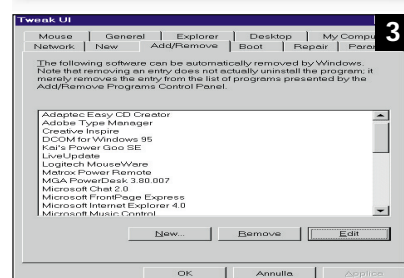 Tweak UI
3
Mouse General Explorer Desktop My Compu
Network New Add/Remove Boot Repair Para
The following software can be automatically removed by Windows.
Note that removing an entry does not actually uninstall the program; it
merely removes the entry from the list of programs presented by the
Add/Remove Programs Control Panel.
Adaptec Easy CD Creator
Adobe Type Manager
Creative Inspire
DCOM for Windows 95
Kai's Power Goo SE
LiveUpdate
Logitech MouseWare
Matrox Power Remote
MGA PowerDesk 3.80.007
Microsoft Chat 2.0
Microsoft FrontPage Express
Microsoft Internet Explorer 4.0
Microsoft Music Control
New... Remove Edit
OK Annulla Applica